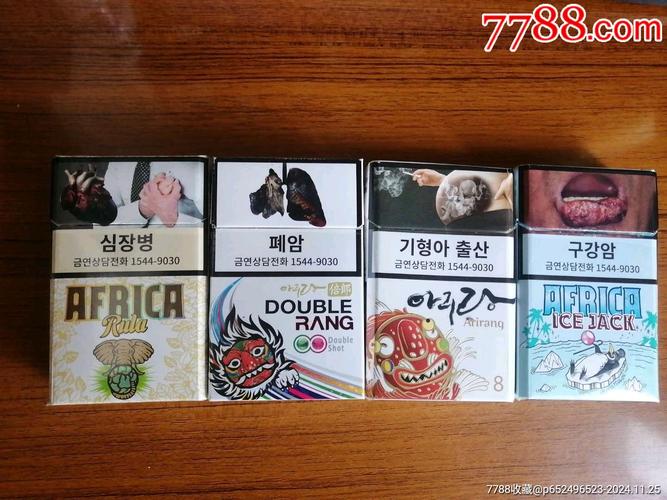 7788.com
심장병
금연상담전화 1544-9030
AFRICA
Rula
폐암
금연상담전화 1544-9030
아리랑 倍郎
DOUBLE
RANG
Double
Shot
기형아 출산
금연상담전화 1544-9030
아리랑
Arirang
8
구강암
금연상담전화 1544-9030
AFRICA
ICE JACK
7788收藏@p652496523-2024.11.25